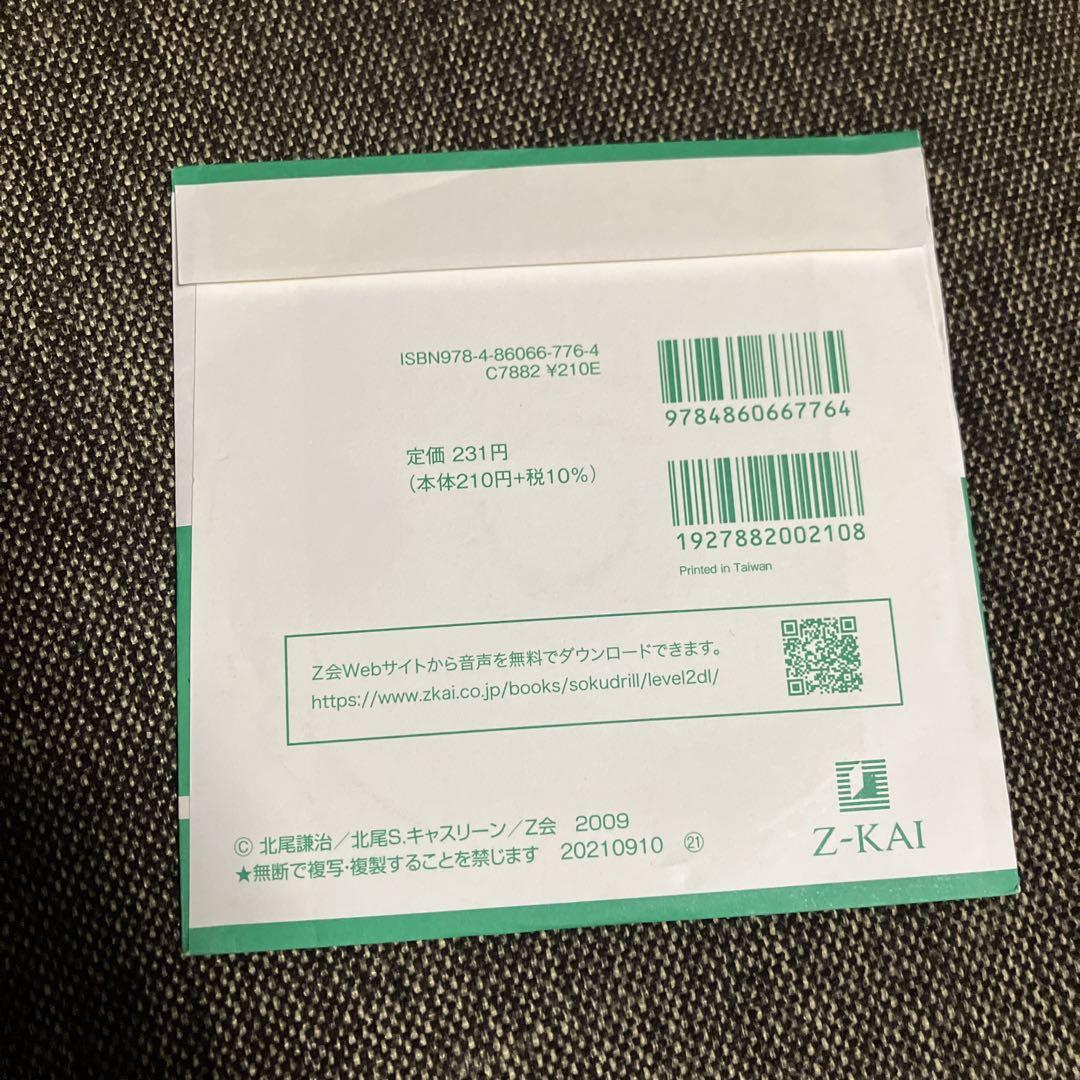 ISBN978-4-86066-776-4
C7882 ¥210E
9784860667764
定価 231円
（本体210円+税10%）
1927882002108
Printed in Taiwan
Z会Webサイトから音声を無料でダウンロードできます。
https://www.zkai.co.jp/books/sokudrill/level2dl/
Z-KAI
© 北尾謙治／北尾S.キャスリーン／Z会 2009
★無断で複写・複製することを禁じます 20210910 ㉑